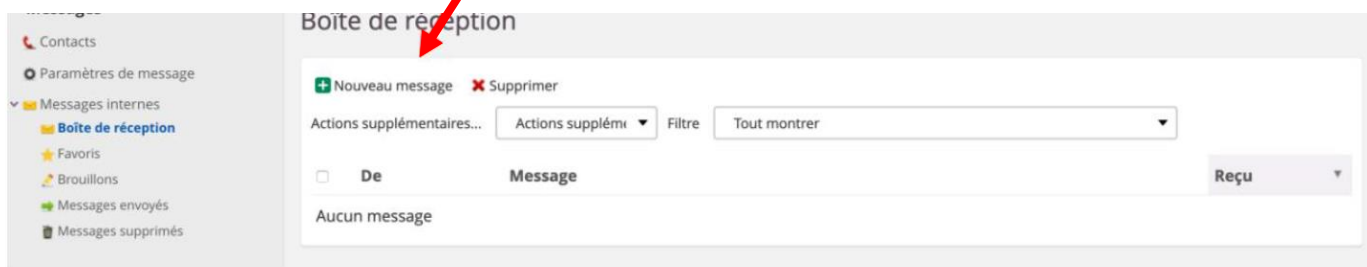 Messages
Contacts
Paramètres de message
Messages internes
Boîte de réception
Favoris
Brouillons
Messages envoyés
Messages supprimés
Boîte de réception
Nouveau message Supprimer
Actions supplémentaires... Actions supplémе Filtre Tout montrer
De Message Reçu
Aucun message